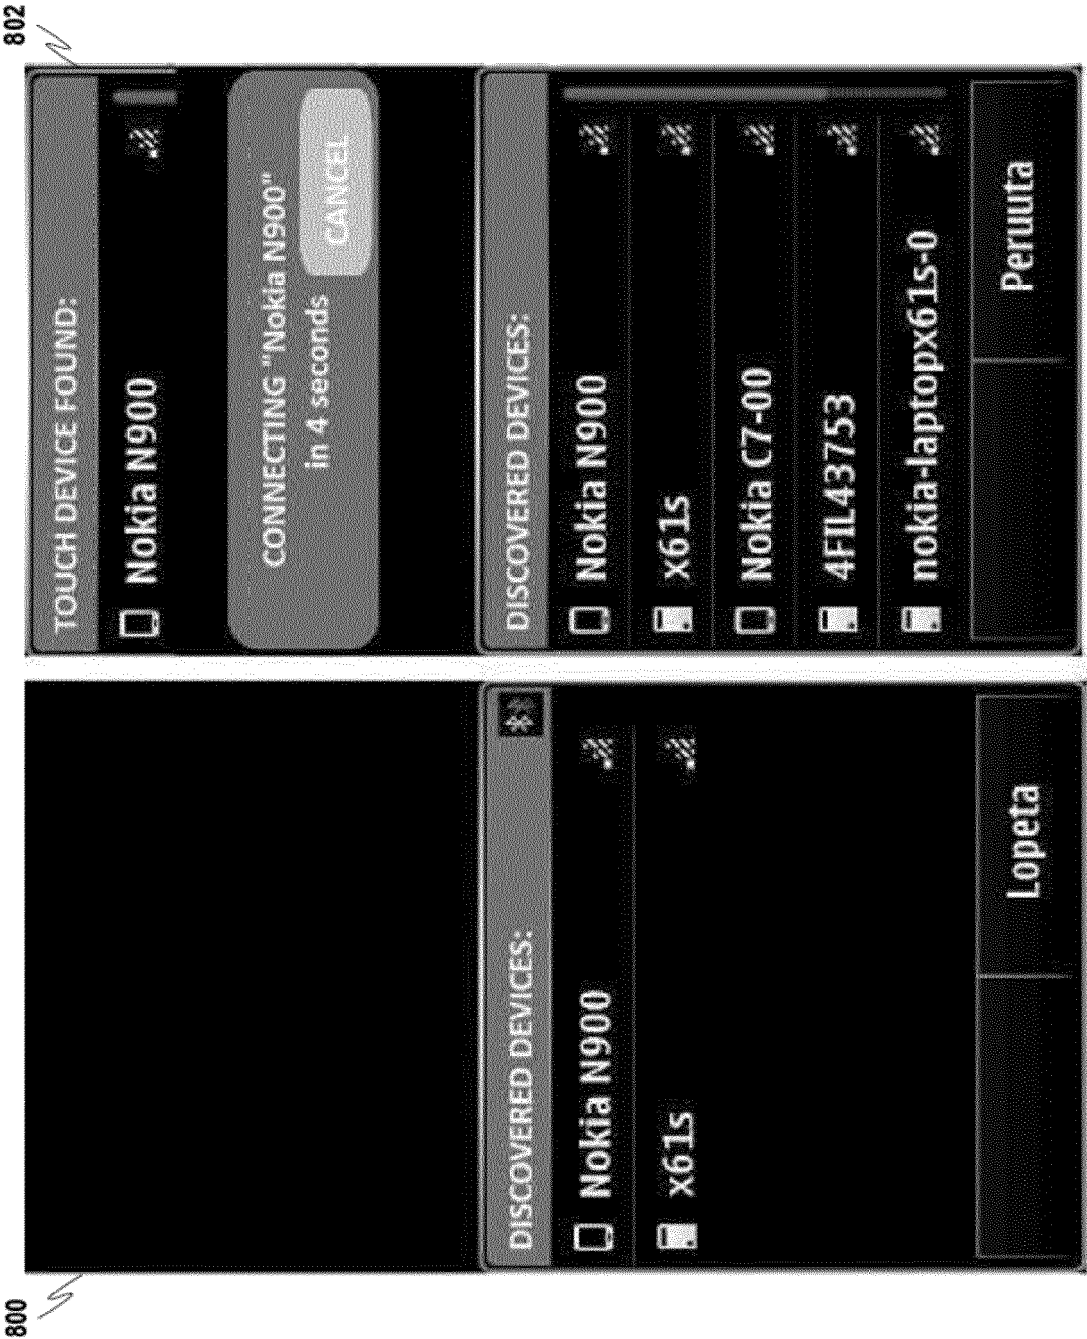 800
DISCOVERED DEVICES:
Nokia N900
x61s
Lopeta
802
TOUCH DEVICE FOUND:
Nokia N900
CONNECTING "Nokia N900"
in 4 seconds
CANCEL
DISCOVERED DEVICES:
Nokia N900
x61s
Nokia C7-00
4FIL43753
nokia-laptopx61s-0
Peruuta